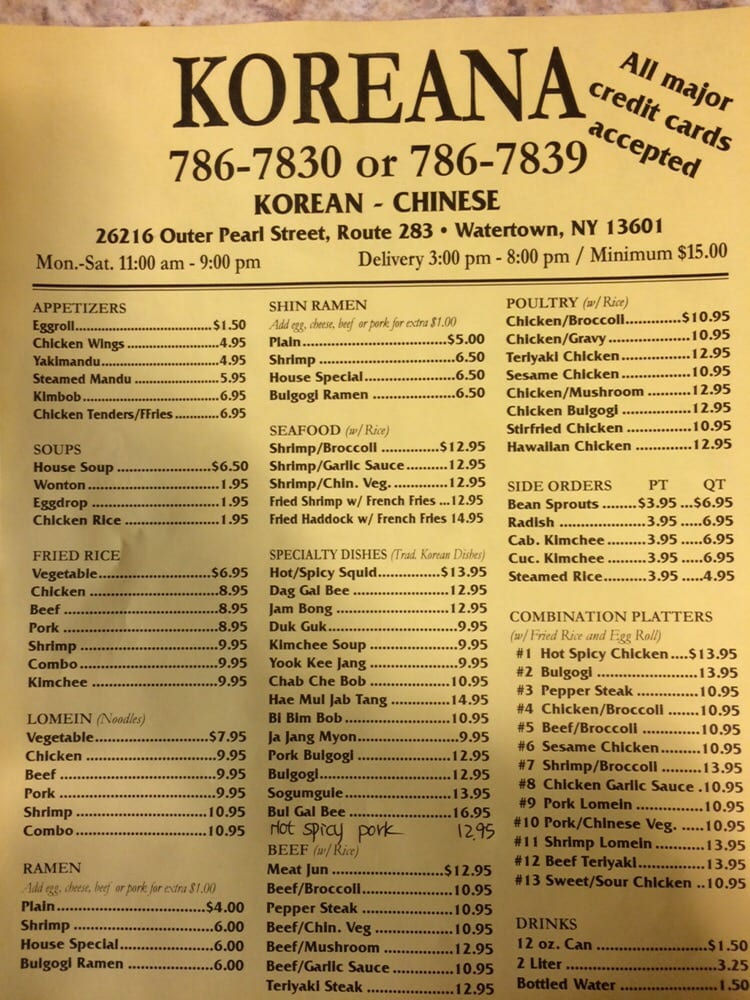 KOREANA
All major
credit cards
accepted
786-7830 or 786-7839
KOREAN - CHINESE
26216 Outer Pearl Street, Route 283 • Watertown, NY 13601
Mon.-Sat. 11:00 am - 9:00 pm Delivery 3:00 pm - 8:00 pm / Minimum $15.00
APPETIZERS
Eggroll...$1.50
Chicken Wings...4.95
Yakimandu...4.95
Steamed Mandu...5.95
Kimbob...6.95
Chicken Tenders/FFries...6.95
SOUPS
House Soup...$6.50
Wonton...1.95
Eggdrop...1.95
Chicken Rice...1.95
FRIED RICE
Vegetable...$6.95
Chicken...8.95
Beef...8.95
Pork...8.95
Shrimp...9.95
Combo...9.95
Kimchee...9.95
LOMEIN (Noodles)
Vegetable...$7.95
Chicken...9.95
Beef...9.95
Pork...9.95
Shrimp...10.95
Combo...10.95
RAMEN
Add egg, cheese, beef or pork for extra $1.00
Plain...$4.00
Shrimp...6.00
House Special...6.00
Bulgogi Ramen...6.00
SHIN RAMEN
Add egg, cheese, beef or pork for extra $1.00
Plain...$5.00
Shrimp...6.50
House Special...6.50
Bulgogi Ramen...6.50
SEAFOOD (w/ Rice)
Shrimp/Broccoli...$12.95
Shrimp/Garlic Sauce...12.95
Shrimp/Chin. Veg....12.95
Fried Shrimp w/ French Fries...12.95
Fried Haddock w/ French Fries 14.95
SPECIALTY DISHES (Trad. Korean Dishes)
Hot/Spicy Squid...$13.95
Dag Gal Bee...12.95
Jam Bong...12.95
Duk Guk...9.95
Kimchee Soup...9.95
Yook Kee Jang...9.95
Chab Che Bob...10.95
Hae Mul Jab Tang...14.95
Bi Bim Bob...10.95
Ja Jang Myon...9.95
Pork Bulgogi...12.95
Bulgogi...12.95
Sogumguie...13.95
Bul Gal Bee...16.95
Hot spicy pork 12.95
BEEF (w/ Rice)
Meat Jun...$12.95
Beef/Broccoli...10.95
Pepper Steak...10.95
Beef/Chin. Veg...10.95
Beef/Mushroom...12.95
Beef/Garlic Sauce...10.95
Teriyaki Steak...12.95
POULTRY (w/ Rice)
Chicken/Broccoli...$10.95
Chicken/Gravy...10.95
Teriyaki Chicken...12.95
Sesame Chicken...10.95
Chicken/Mushroom...12.95
Chicken Bulgogi...12.95
Stirfried Chicken...10.95
Hawaiian Chicken...12.95
SIDE ORDERS PT QT
Bean Sprouts...$3.95...$6.95
Radish...3.95...6.95
Cab. Kimchee...3.95...6.95
Cuc. Kimchee...3.95...6.95
Steamed Rice...3.95...4.95
COMBINATION PLATTERS
(w/ Fried Rice and Egg Roll)
#1 Hot Spicy Chicken...$13.95
#2 Bulgogi...13.95
#3 Pepper Steak...10.95
#4 Chicken/Broccoli...10.95
#5 Beef/Broccoli...10.95
#6 Sesame Chicken...10.95
#7 Shrimp/Broccoli...13.95
#8 Chicken Garlic Sauce.10.95
#9 Pork Lomein...10.95
#10 Pork/Chinese Veg....10.95
#11 Shrimp Lomein...13.95
#12 Beef Teriyaki...13.95
#13 Sweet/Sour Chicken..10.95
DRINKS
12 oz. Can...$1.50
2 Liter...3.25
Bottled Water...1.50